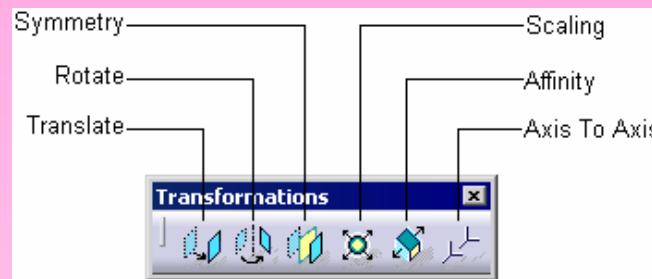 Symmetry Scaling
Rotate Affinity
Translate Axis To Axis
Transformations